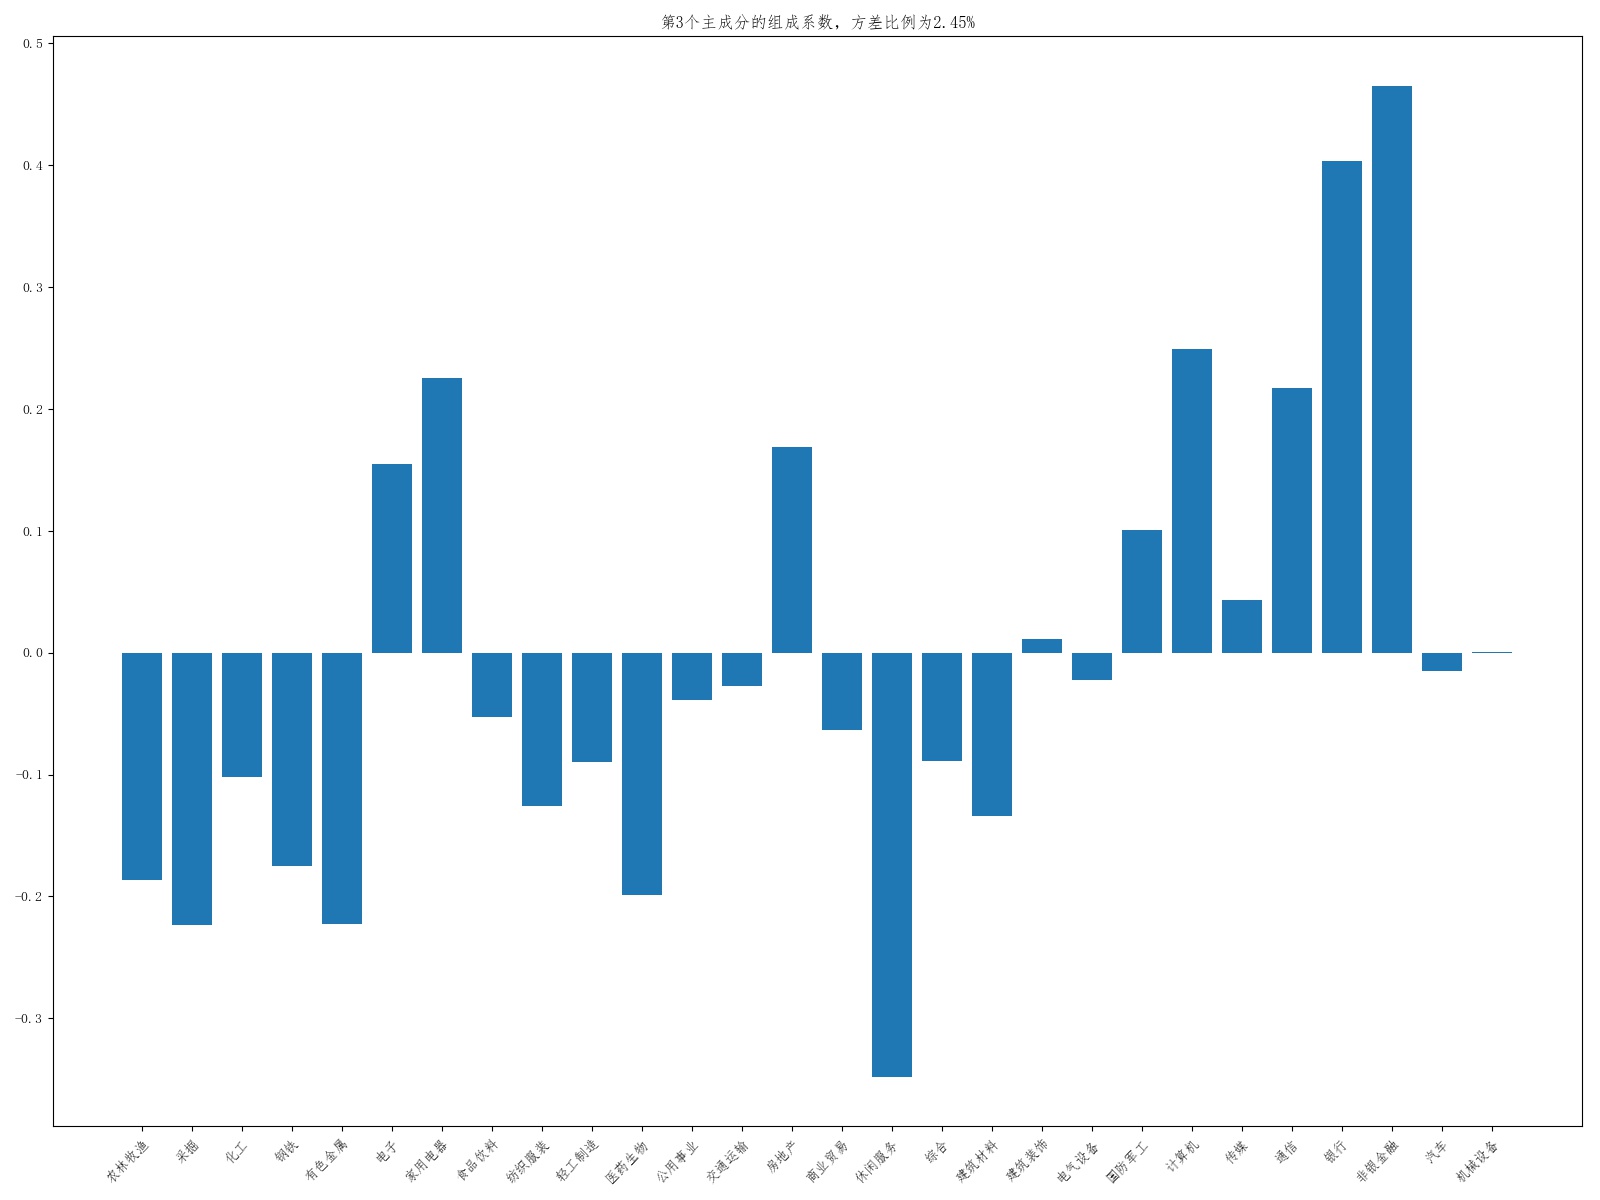 第3个主成分的组成系数，方差比例为2.45%
0.5
0.4
0.3
0.2
0.1
0.0
-0.1
-0.2
-0.3
农林牧渔
采掘
化工
钢铁
有色金属
电子
家用电器
食品饮料
纺织服装
轻工制造
医药生物
公用事业
交通运输
房地产
商业贸易
休闲服务
综合
建筑材料
建筑装饰
电气设备
国防军工
计算机
传媒
通信
银行
非银金融
汽车
机械设备